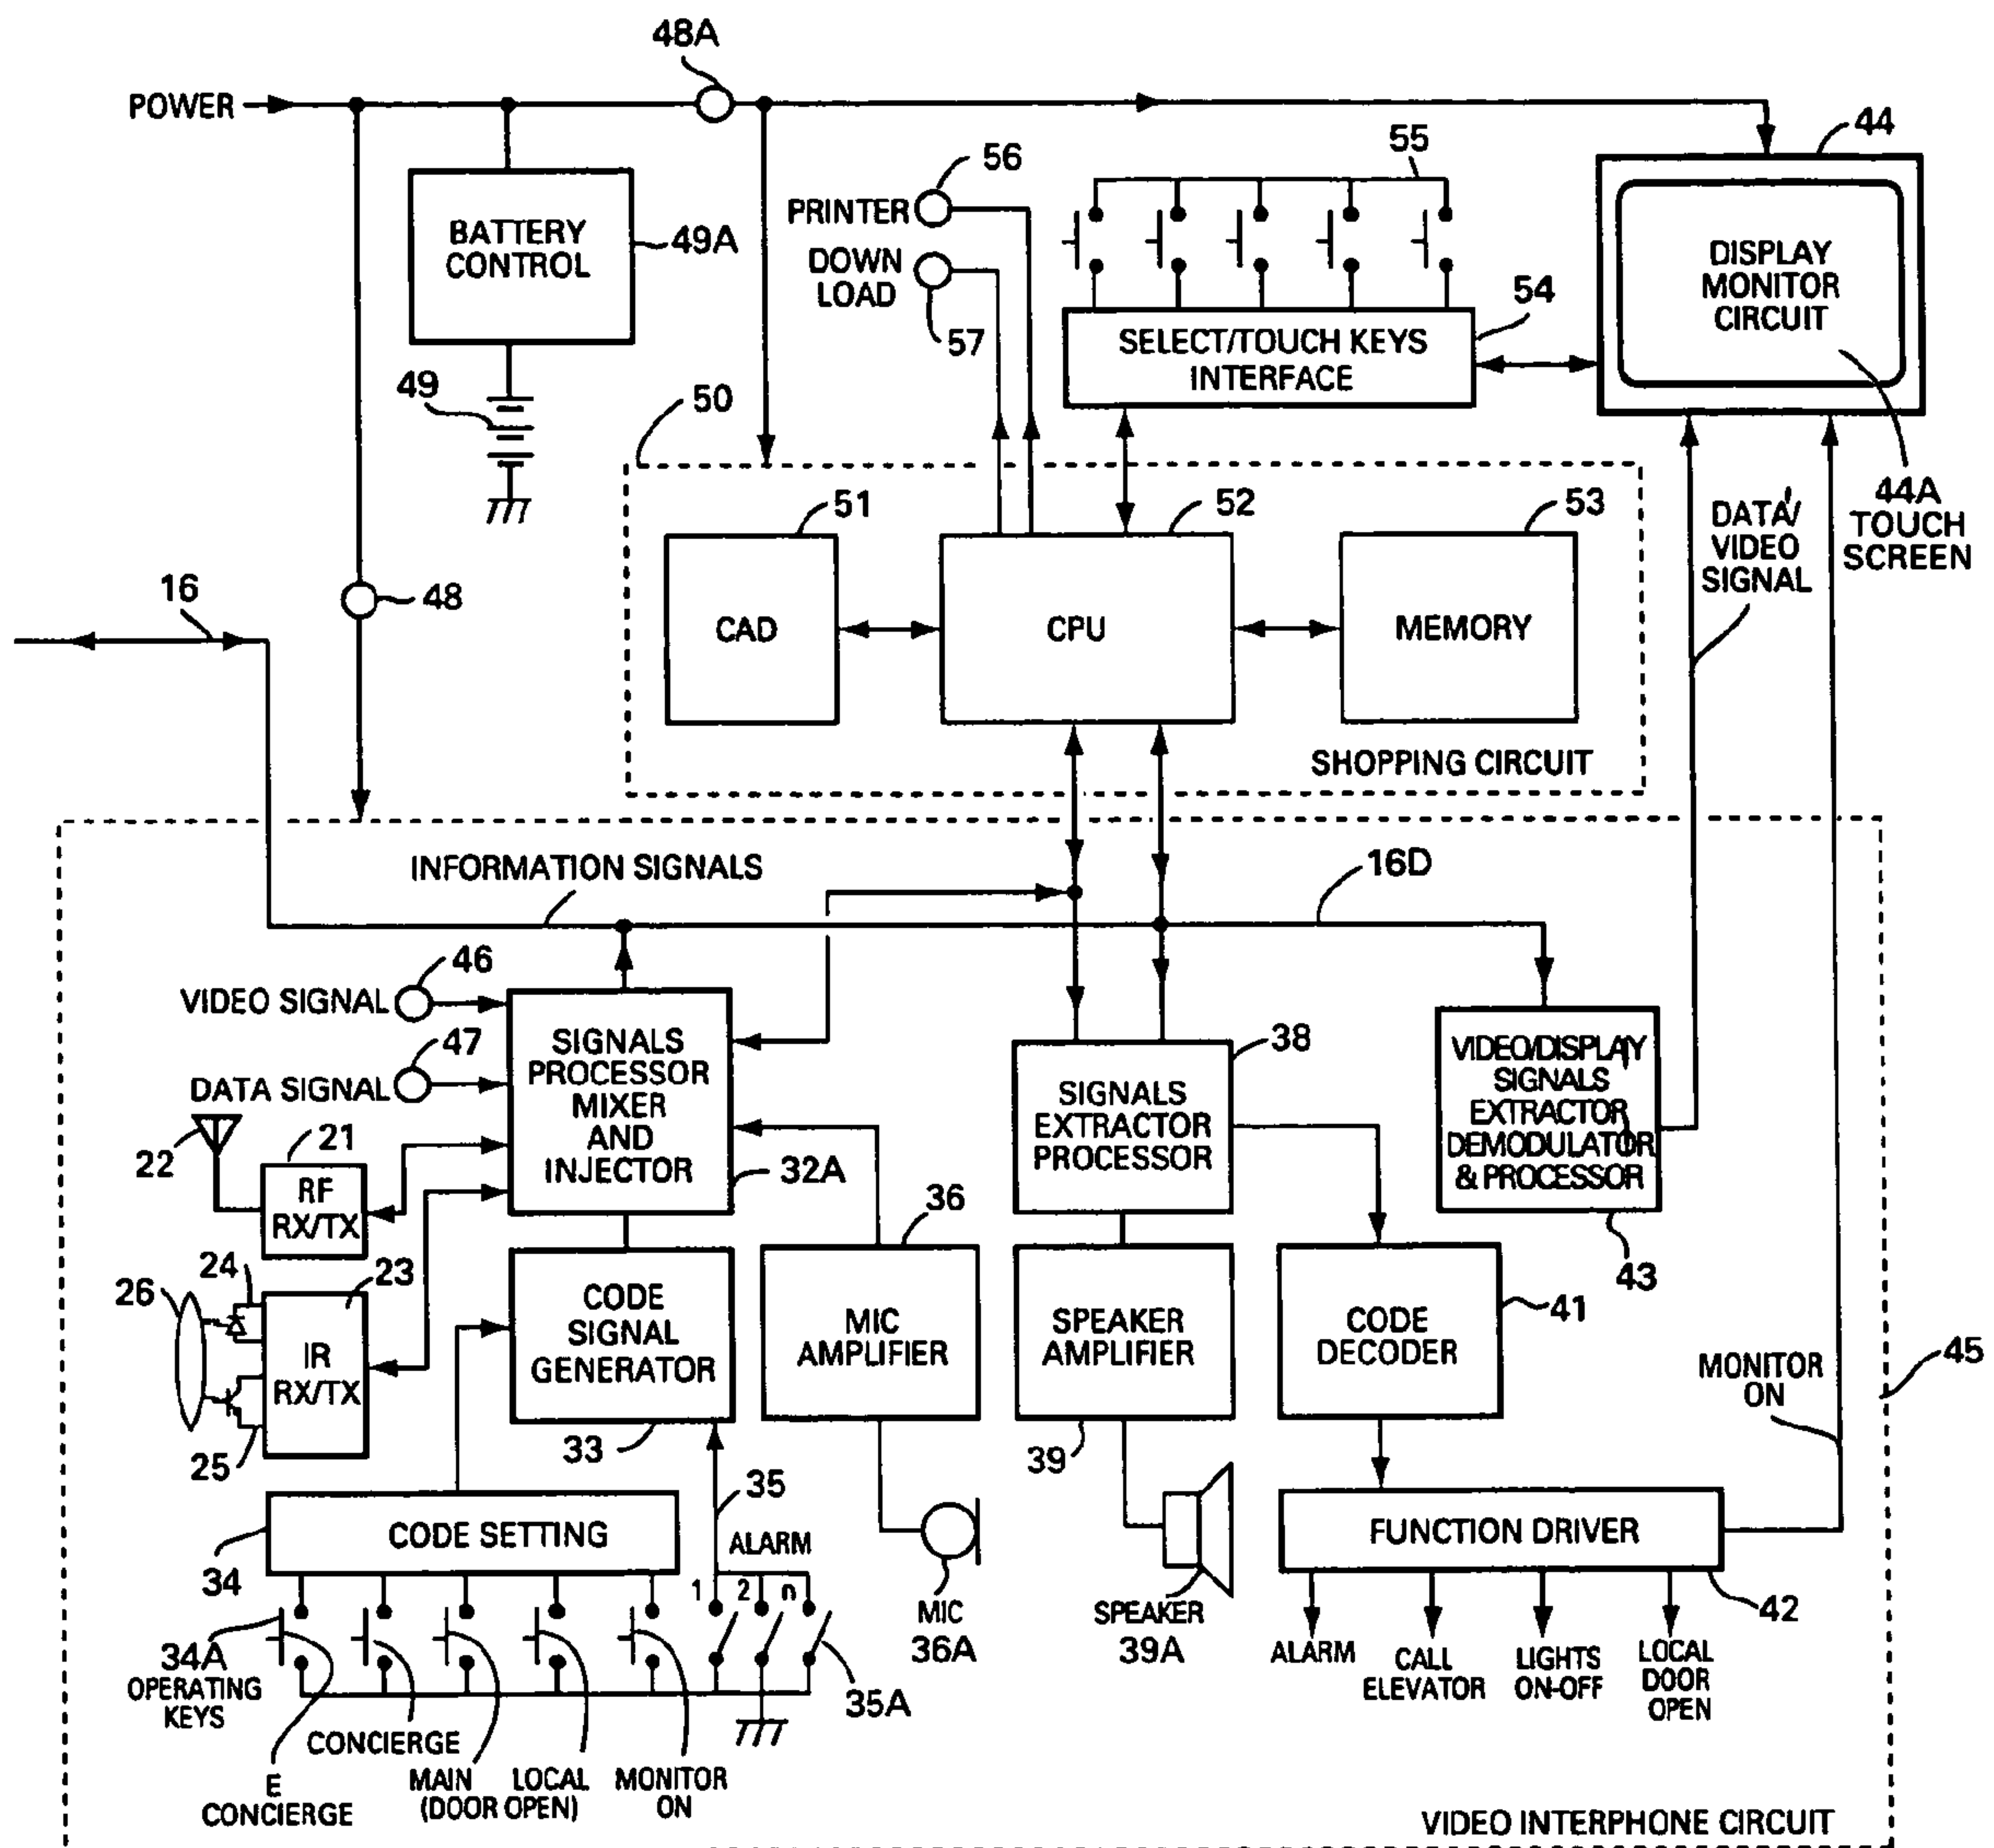 48A
POWER
44
55
56
PRINTER
BATTERY
CONTROL
49A
DOWN
LOAD
57
DISPLAY
MONITOR
CIRCUIT
54
SELECT/TOUCH KEYS
INTERFACE
49
50
51
52
53
44A
TOUCH
SCREEN
DATA/
VIDEO
SIGNAL
16
48
CAD
CPU
MEMORY
SHOPPING CIRCUIT
INFORMATION SIGNALS
16D
46
VIDEO SIGNAL
47
DATA SIGNAL
SIGNALS
PROCESSOR
MIXER
AND
INJECTOR
38
SIGNALS
EXTRACTOR
PROCESSOR
VIDEO/DISPLAY
SIGNALS
EXTRACTOR
DEMODULATOR
& PROCESSOR
22
21
RF
RX/TX
32A
36
43
24
23
26
IR
RX/TX
25
CODE
SIGNAL
GENERATOR
33
MIC
AMPLIFIER
SPEAKER
AMPLIFIER
39
CODE
DECODER
41
MONITOR
ON
45
35
CODE SETTING
34
ALARM
1 2 n
FUNCTION DRIVER
42
34A
OPERATING
KEYS
35A
MIC
36A
SPEAKER
39A
ALARM
CALL
ELEVATOR
LIGHTS
ON-OFF
LOCAL
DOOR
OPEN
E
CONCIERGE
CONCIERGE
MAIN LOCAL
(DOOR OPEN)
MONITOR
ON
VIDEO INTERPHONE CIRCUIT